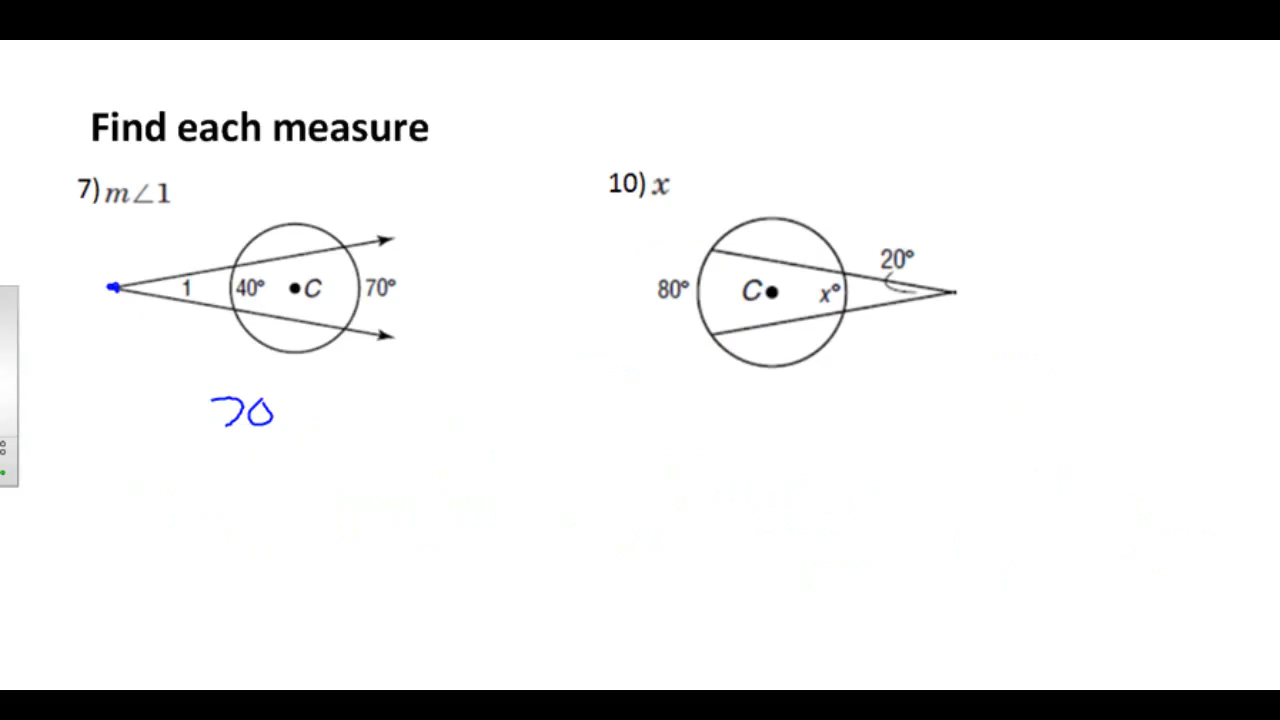 Find each measure
7) m∠1
10) x
1
40°
C
70°
80°
C
x°
20°
70